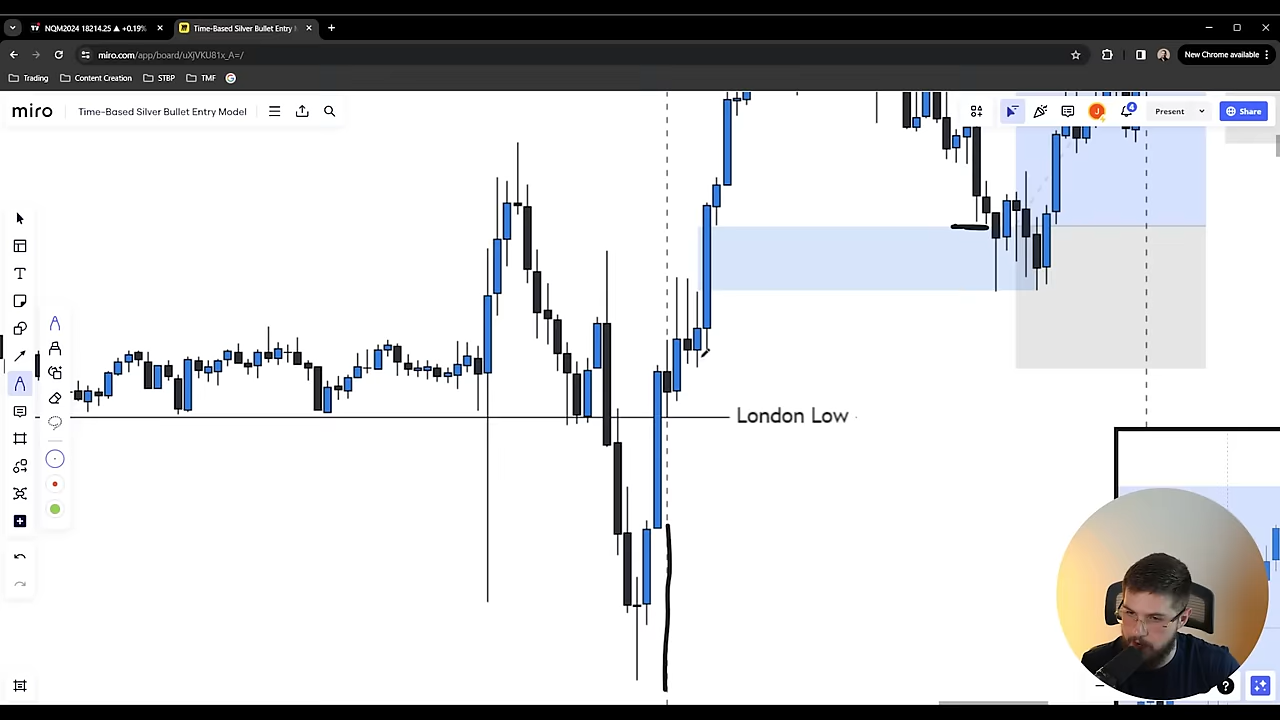 NQM2024 18214.25 ▲ +0.19%
Time-Based Silver Bullet Entry M
miro.com/app/board/uXjVKU81x_A=/
New Chrome available
Trading
Content Creation
STBP
TMF
miro
Time-Based Silver Bullet Entry Model
J
4
Present
Share
London Low
?